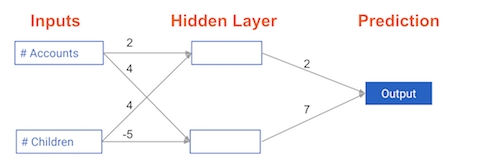 Inputs
Hidden Layer
Prediction
# Accounts
2
4
2
Output
4
7
# Children
-5